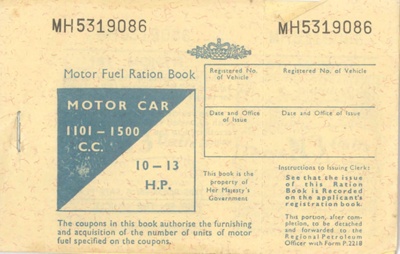 MH5319086 MH5319086
Motor Fuel Ration Book
Registered No. of Vehicle
Registered No. of Vehicle
MOTOR CAR
1101 – 1500
C.C.
10 – 13
H.P.
Date and Office of Issue
Date and Office of Issue
This book is the
property of
Her Majesty's
Government
Instructions to Issuing Clerk:
See that the issue
of this Ration
Book is Recorded
on the applicant's
registration book.
This portion, after com-
pletion, to be detached
and forwarded to the
Regional Petroleum
Officer with Form P.2218
The coupons in this book authorise the furnishing
and acquisition of the number of units of motor
fuel specified on the coupons.